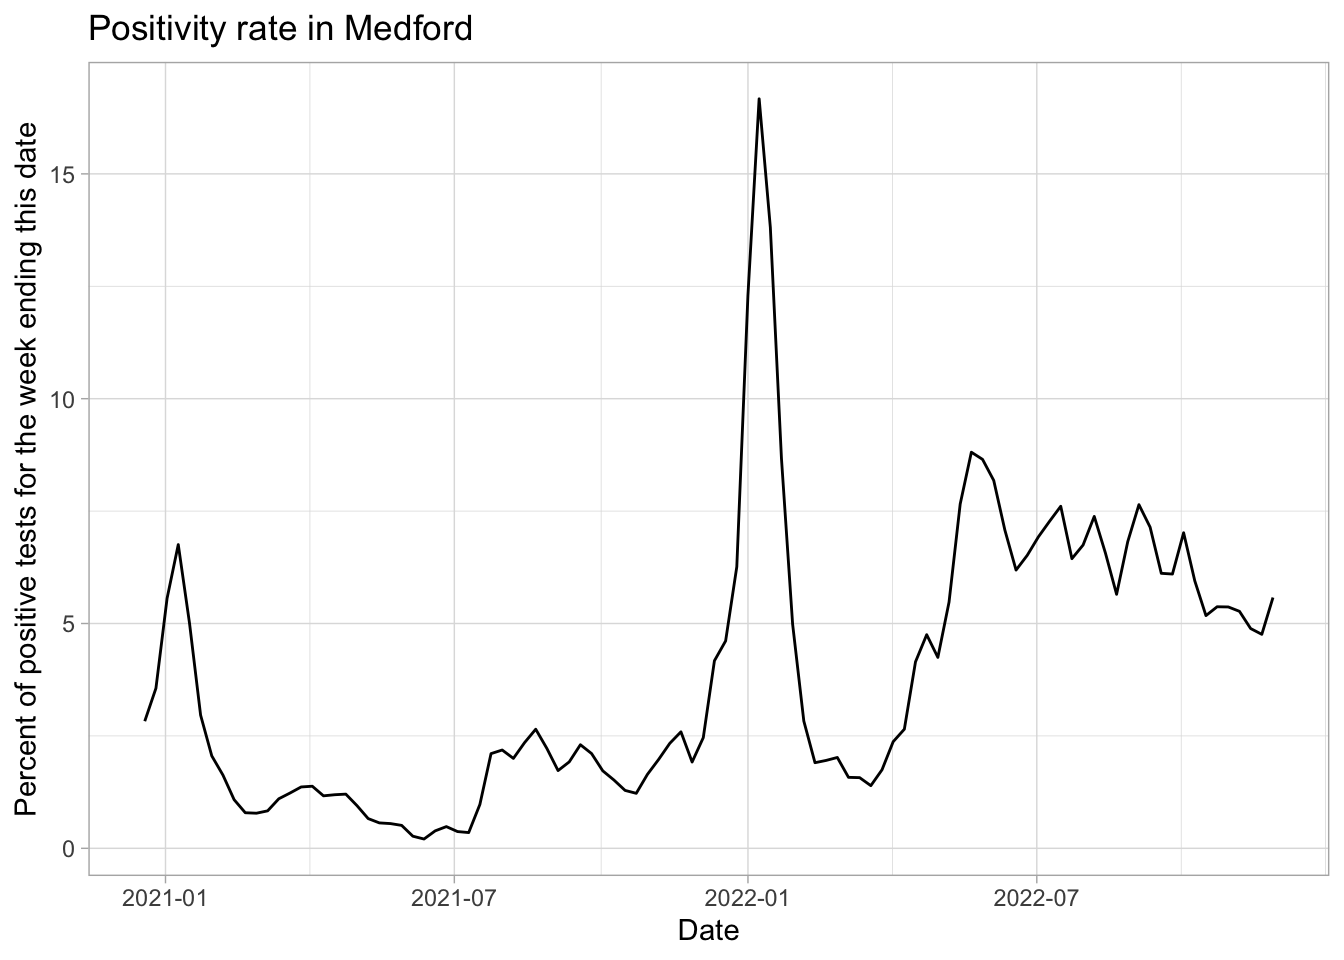 Positivity rate in Medford
Percent of positive tests for the week ending this date
15
10
5
0
2021-01
2021-07
2022-01
2022-07
Date